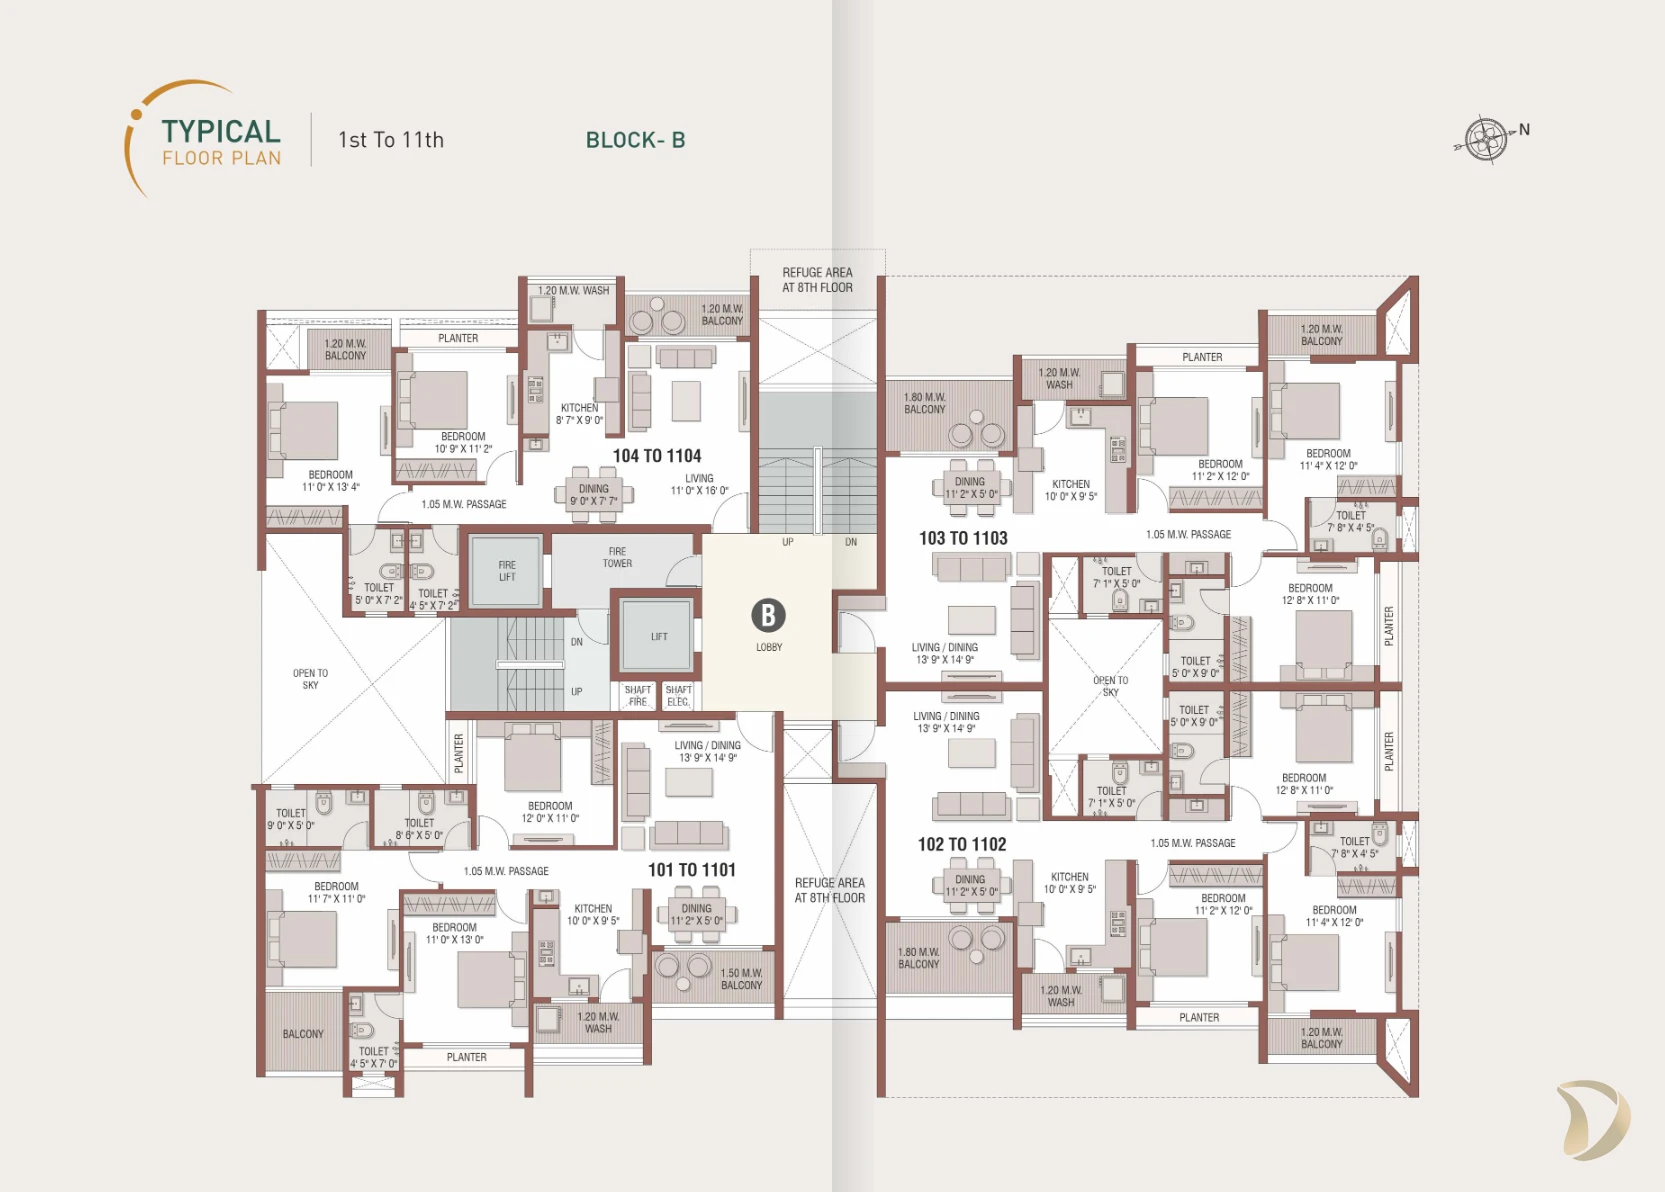 TYPICAL
FLOOR PLAN
1st To 11th
BLOCK- B
N
REFUGE AREA
AT 8TH FLOOR
1.20 M.W. WASH
1.20 M.W.
BALCONY
PLANTER
1.20 M.W.
BALCONY
KITCHEN
8' 7" X 9' 0"
BEDROOM
10' 9" X 11' 2"
BEDROOM
11' 0" X 13' 4"
104 TO 1104
LIVING
11' 0" X 16' 0"
DINING
9' 0" X 7' 7"
1.05 M.W. PASSAGE
TOILET
5' 0" X 7' 2"
TOILET
4' 5" X 7' 2"
FIRE
LIFT
FIRE
TOWER
UP
DN
LIFT
DN
UP
B
LOBBY
SHAFT
FIRE
SHAFT
ELEC.
OPEN TO
SKY
PLANTER
LIVING / DINING
13' 9" X 14' 9"
BEDROOM
12' 0" X 11' 0"
TOILET
9' 0" X 5' 0"
TOILET
8' 6" X 5' 0"
101 TO 1101
1.05 M.W. PASSAGE
BEDROOM
11' 7" X 11' 0"
BEDROOM
11' 0" X 13' 0"
KITCHEN
10' 0" X 9' 5"
DINING
11' 2" X 5' 0"
1.50 M.W.
BALCONY
1.20 M.W.
WASH
BALCONY
TOILET
4' 5" X 7' 0"
PLANTER
REFUGE AREA
AT 8TH FLOOR
1.20 M.W.
BALCONY
PLANTER
1.20 M.W.
WASH
1.80 M.W.
BALCONY
BEDROOM
11' 4" X 12' 0"
BEDROOM
11' 2" X 12' 0"
KITCHEN
10' 0" X 9' 5"
DINING
11' 2" X 5' 0"
TOILET
7' 8" X 4' 5"
103 TO 1103
1.05 M.W. PASSAGE
TOILET
7' 1" X 5' 0"
BEDROOM
12' 8" X 11' 0"
PLANTER
LIVING / DINING
13' 9" X 14' 9"
TOILET
5' 0" X 9' 0"
OPEN TO
SKY
LIVING / DINING
13' 9" X 14' 9"
TOILET
5' 0" X 9' 0"
PLANTER
BEDROOM
12' 8" X 11' 0"
TOILET
7' 1" X 5' 0"
102 TO 1102
1.05 M.W. PASSAGE
TOILET
7' 8" X 4' 5"
DINING
11' 2" X 5' 0"
KITCHEN
10' 0" X 9' 5"
BEDROOM
11' 2" X 12' 0"
BEDROOM
11' 4" X 12' 0"
1.80 M.W.
BALCONY
1.20 M.W.
WASH
PLANTER
1.20 M.W.
BALCONY